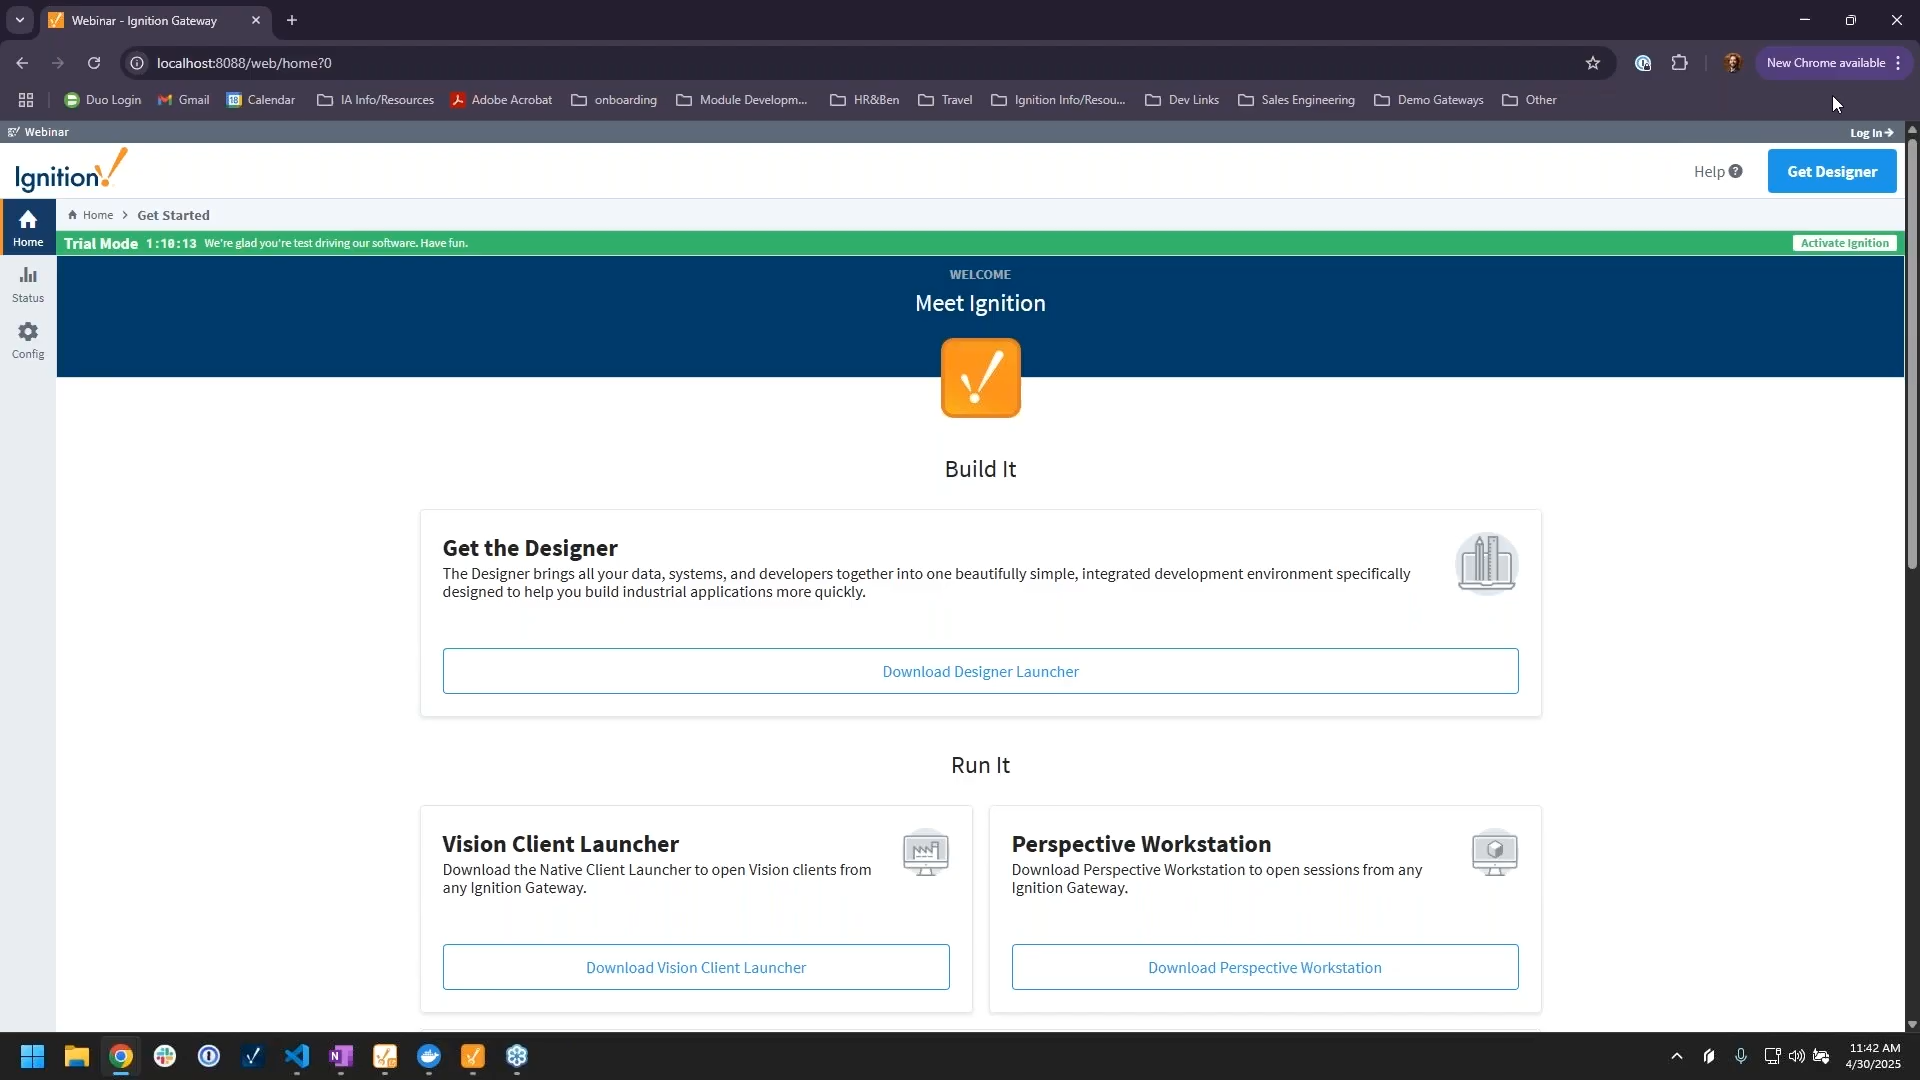 Webinar - Ignition Gateway
localhost:8088/web/home?0
New Chrome available
Duo Login
Gmail
Calendar
IA Info/Resources
Adobe Acrobat
onboarding
Module Developm...
HR&Ben
Travel
Ignition Info/Resou...
Dev Links
Sales Engineering
Demo Gateways
Other
Webinar
Log In
Ignition!
Help
Get Designer
Home
Get Started
Trial Mode 1:10:13 We're glad you're test driving our software. Have fun.
Activate Ignition
Home
Status
Config
WELCOME
Meet Ignition
Build It
Get the Designer
The Designer brings all your data, systems, and developers together into one beautifully simple, integrated development environment specifically
designed to help you build industrial applications more quickly.
Download Designer Launcher
Run It
Vision Client Launcher
Download the Native Client Launcher to open Vision clients from
any Ignition Gateway.
Download Vision Client Launcher
Perspective Workstation
Download Perspective Workstation to open sessions from any
Ignition Gateway.
Download Perspective Workstation
11:42 AM
4/30/2025